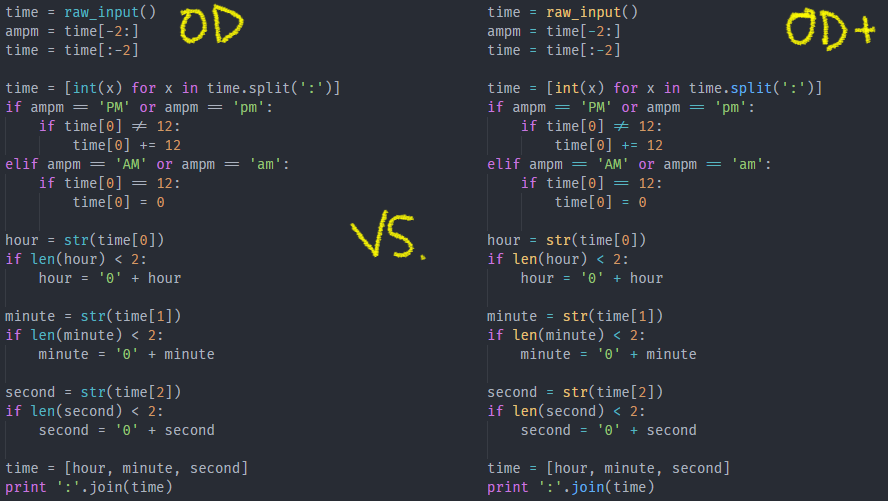 time = raw_input()
ampm = time[-2:]
time = time[:-2]

time = [int(x) for x in time.split(':')]
if ampm == 'PM' or ampm == 'pm':
    if time[0] != 12:
        time[0] += 12
elif ampm == 'AM' or ampm == 'am':
    if time[0] == 12:
        time[0] = 0

hour = str(time[0])
if len(hour) < 2:
    hour = '0' + hour

minute = str(time[1])
if len(minute) < 2:
    minute = '0' + minute

second = str(time[2])
if len(second) < 2:
    second = '0' + second

time = [hour, minute, second]
print ':'.join(time)
OD
VS.
OD+
time = raw_input()
ampm = time[-2:]
time = time[:-2]

time = [int(x) for x in time.split(':')]
if ampm == 'PM' or ampm == 'pm':
    if time[0] != 12:
        time[0] += 12
elif ampm == 'AM' or ampm == 'am':
    if time[0] == 12:
        time[0] = 0

hour = str(time[0])
if len(hour) < 2:
    hour = '0' + hour

minute = str(time[1])
if len(minute) < 2:
    minute = '0' + minute

second = str(time[2])
if len(second) < 2:
    second = '0' + second

time = [hour, minute, second]
print ':'.join(time)